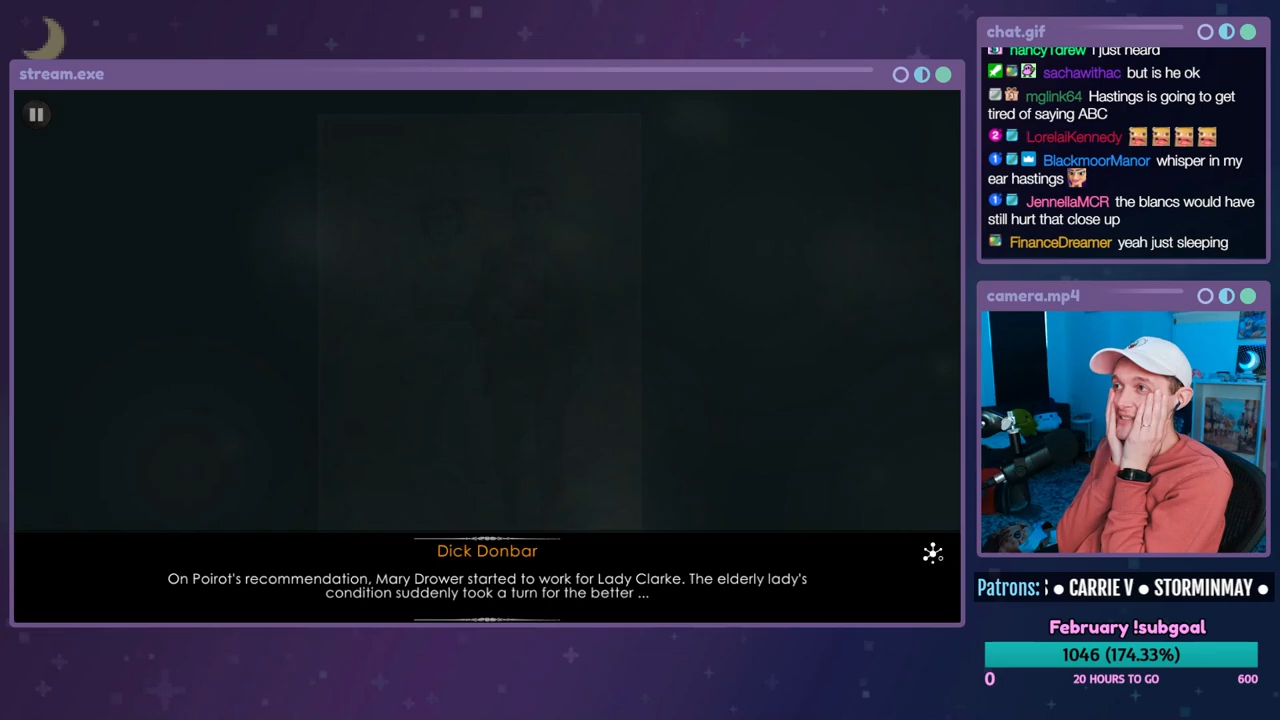 stream.exe
Dick Donbar
On Poirot's recommendation, Mary Drower started to work for Lady Clarke. The elderly lady's
condition suddenly took a turn for the better ...
chat.gif
nancy1drew I just heard
sachawithac but is he ok
mglink64 Hastings is going to get
tired of saying ABC
LorelaiKennedy
BlackmoorManor whisper in my
ear hastings
JennellaMCR the blancs would have
still hurt that close up
FinanceDreamer yeah just sleeping
camera.mp4
Patrons: S ● CARRIE V ● STORMINMAY ●
February !subgoal
1046 (174.33%)
0 20 HOURS TO GO 600